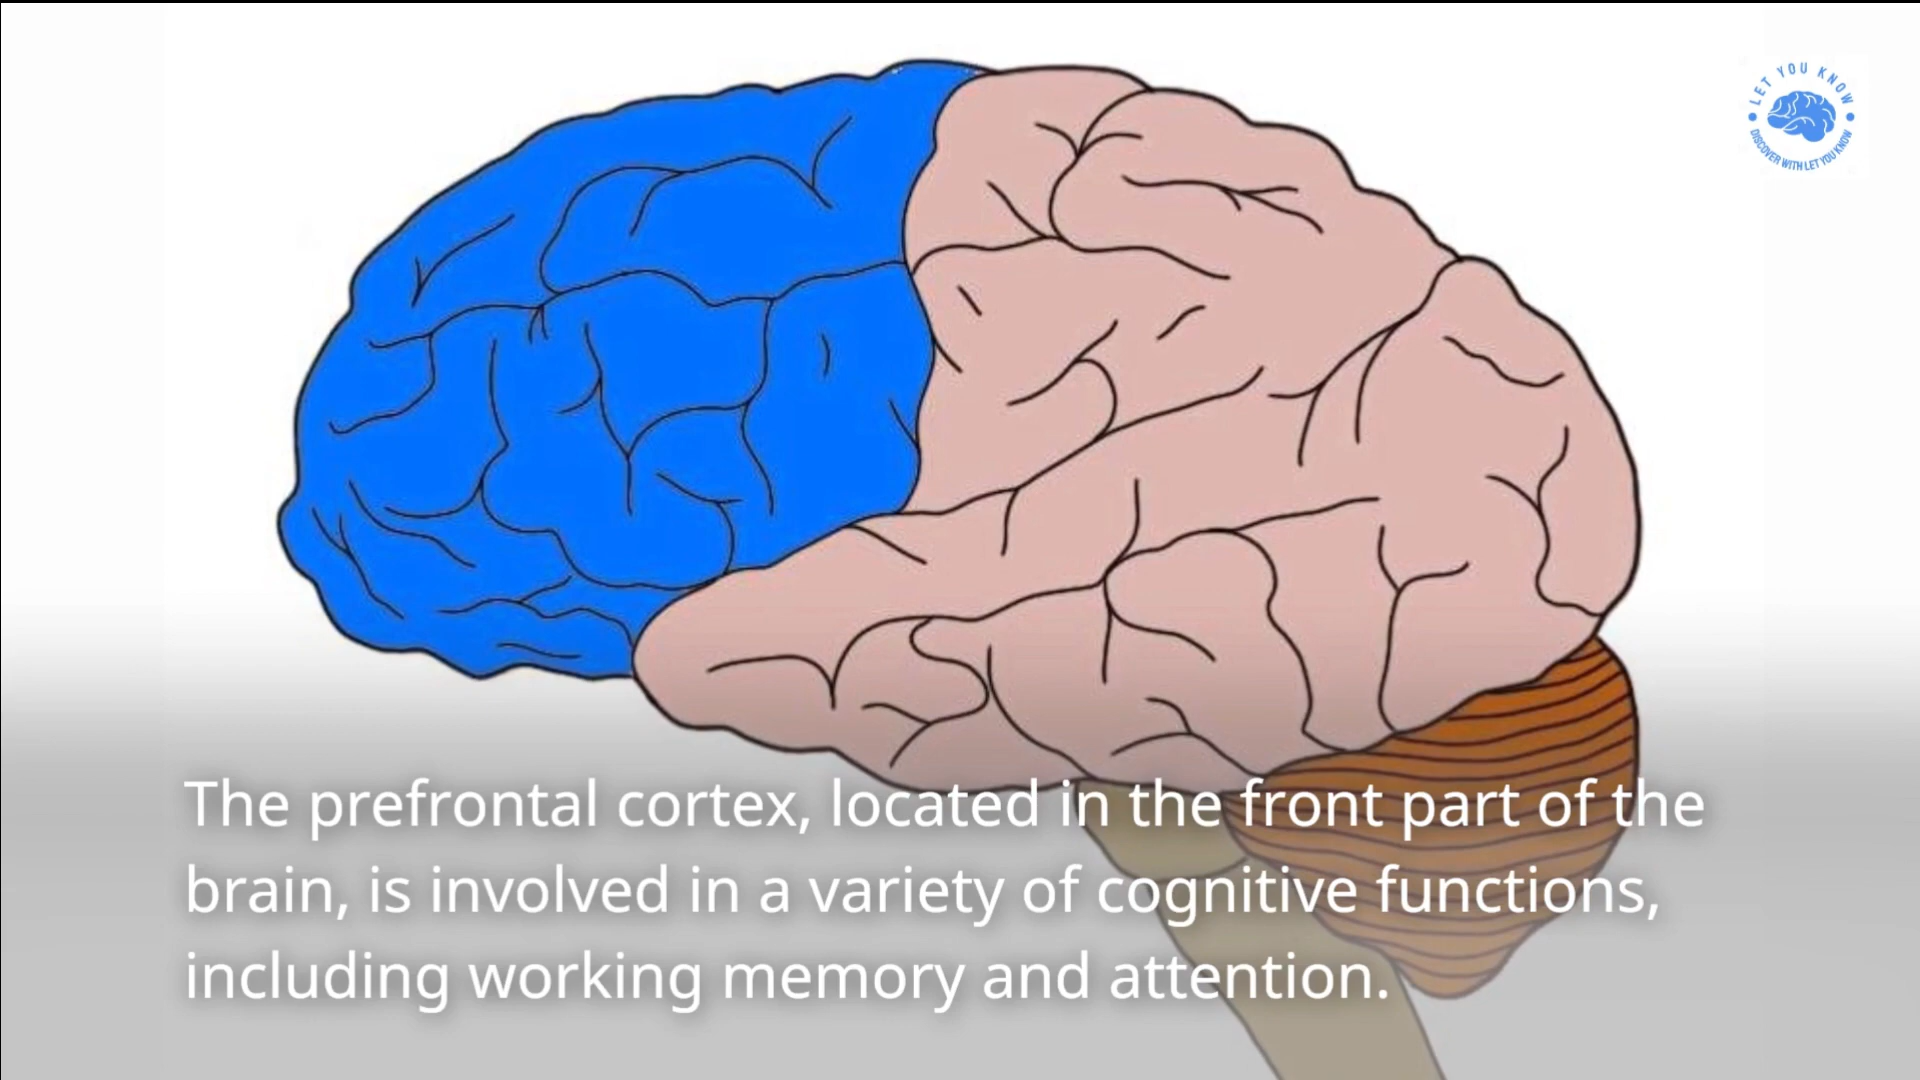 LET YOU KNOW
DISCOVER WITH LET YOU KNOW
The prefrontal cortex, located in the front part of the
brain, is involved in a variety of cognitive functions,
including working memory and attention.